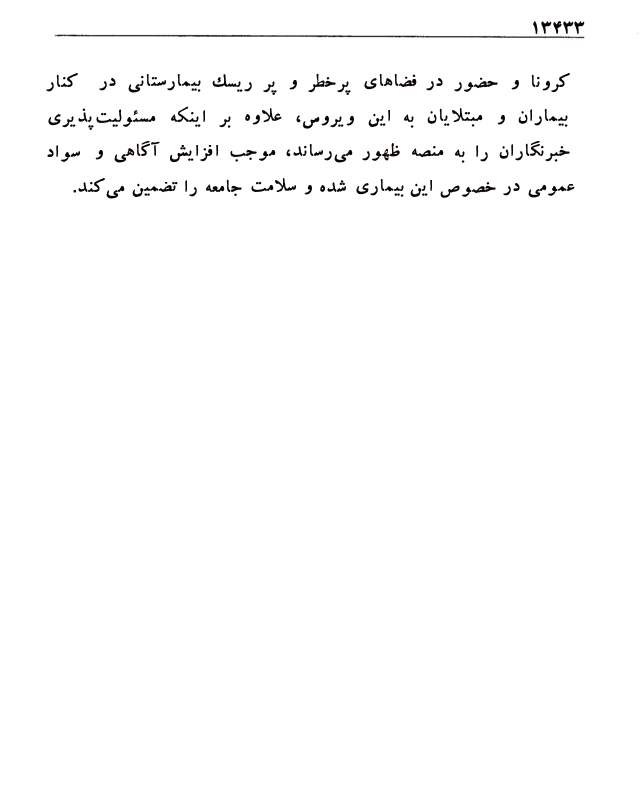 ۱۳۴۳۳
کرونا و حضور در فضاهای پرخطر و پر ریسك بیمارستانی در کنار
بیماران و مبتلایان به این ویروس، علاوه بر اینکه مسئولیت‌پذیری
خبرنگاران را به منصه ظهور می‌رساند، موجب افزایش آگاهی و سواد
عمومی در خصوص این بیماری شده و سلامت جامعه را تضمین می‌کند.